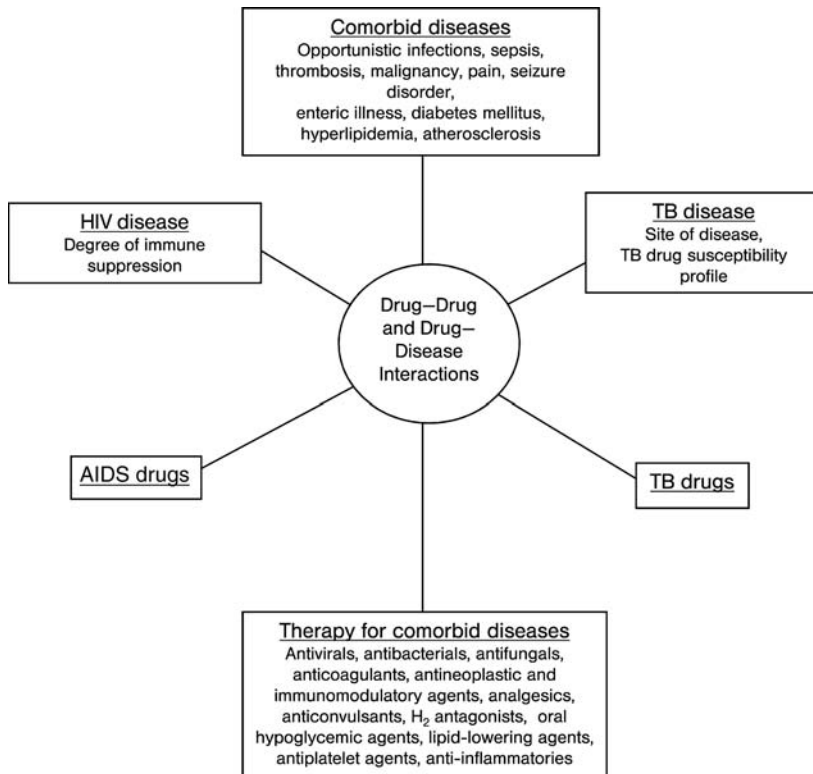 Comorbid diseases
Opportunistic infections, sepsis,
thrombosis, malignancy, pain, seizure
disorder,
enteric illness, diabetes mellitus,
hyperlipidemia, atherosclerosis
HIV disease
Degree of immune
suppression
TB disease
Site of disease,
TB drug susceptibility
profile
Drug–Drug
and Drug–
Disease
Interactions
AIDS drugs
TB drugs
Therapy for comorbid diseases
Antivirals, antibacterials, antifungals,
anticoagulants, antineoplastic and
immunomodulatory agents, analgesics,
anticonvulsants, H₂ antagonists, oral
hypoglycemic agents, lipid-lowering agents,
antiplatelet agents, anti-inflammatories